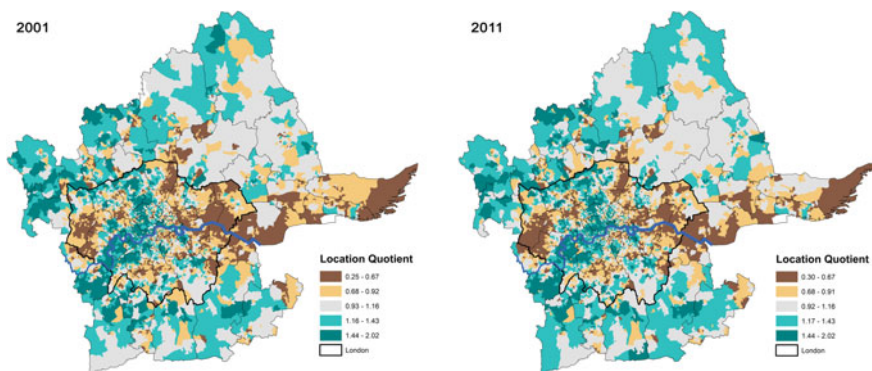 2001
Location Quotient
0.25 - 0.67
0.68 - 0.92
0.93 - 1.16
1.16 - 1.43
1.44 - 2.02
London
2011
Location Quotient
0.30 - 0.67
0.68 - 0.91
0.92 - 1.16
1.17 - 1.43
1.44 - 2.02
London